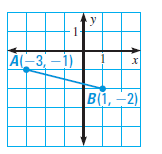 y
1
A(−3, −1)
1
x
B(1, −2)